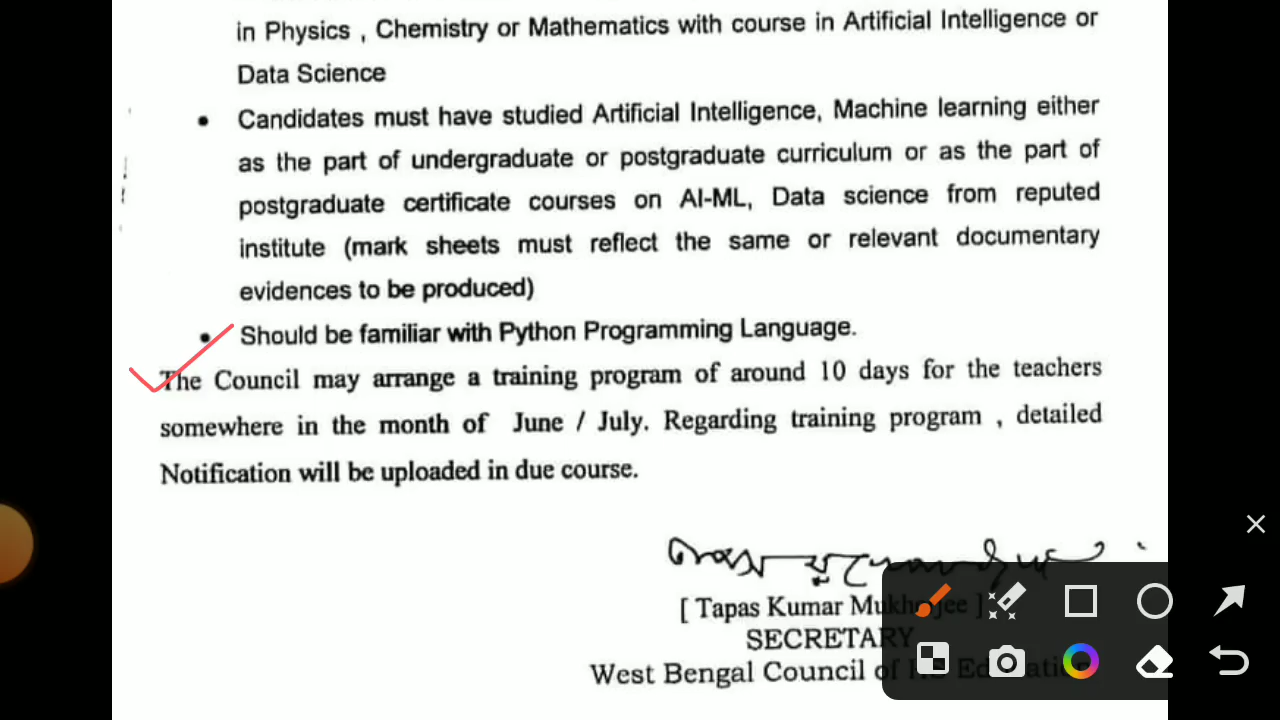 in Physics , Chemistry or Mathematics with course in Artificial Intelligence or
Data Science
• Candidates must have studied Artificial Intelligence, Machine learning either
as the part of undergraduate or postgraduate curriculum or as the part of
postgraduate certificate courses on AI-ML, Data science from reputed
institute (mark sheets must reflect the same or relevant documentary
evidences to be produced)
• Should be familiar with Python Programming Language.
The Council may arrange a training program of around 10 days for the teachers
somewhere in the month of June / July. Regarding training program , detailed
Notification will be uploaded in due course.
[ Tapas Kumar Mukherjee ]
SECRETARY
West Bengal Council of HS Education